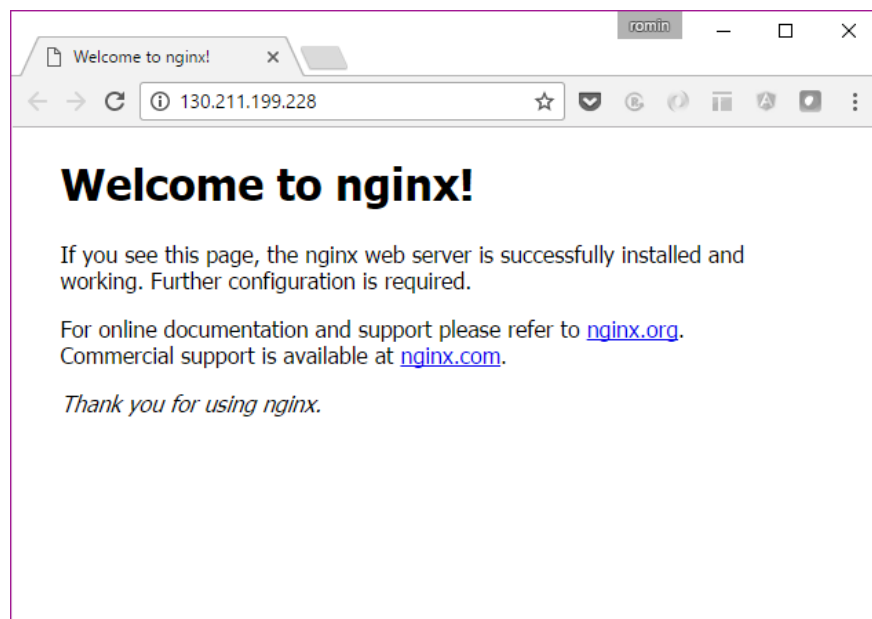 romin
Welcome to nginx!
130.211.199.228
Welcome to nginx!
If you see this page, the nginx web server is successfully installed and
working. Further configuration is required.
For online documentation and support please refer to nginx.org.
Commercial support is available at nginx.com.
Thank you for using nginx.